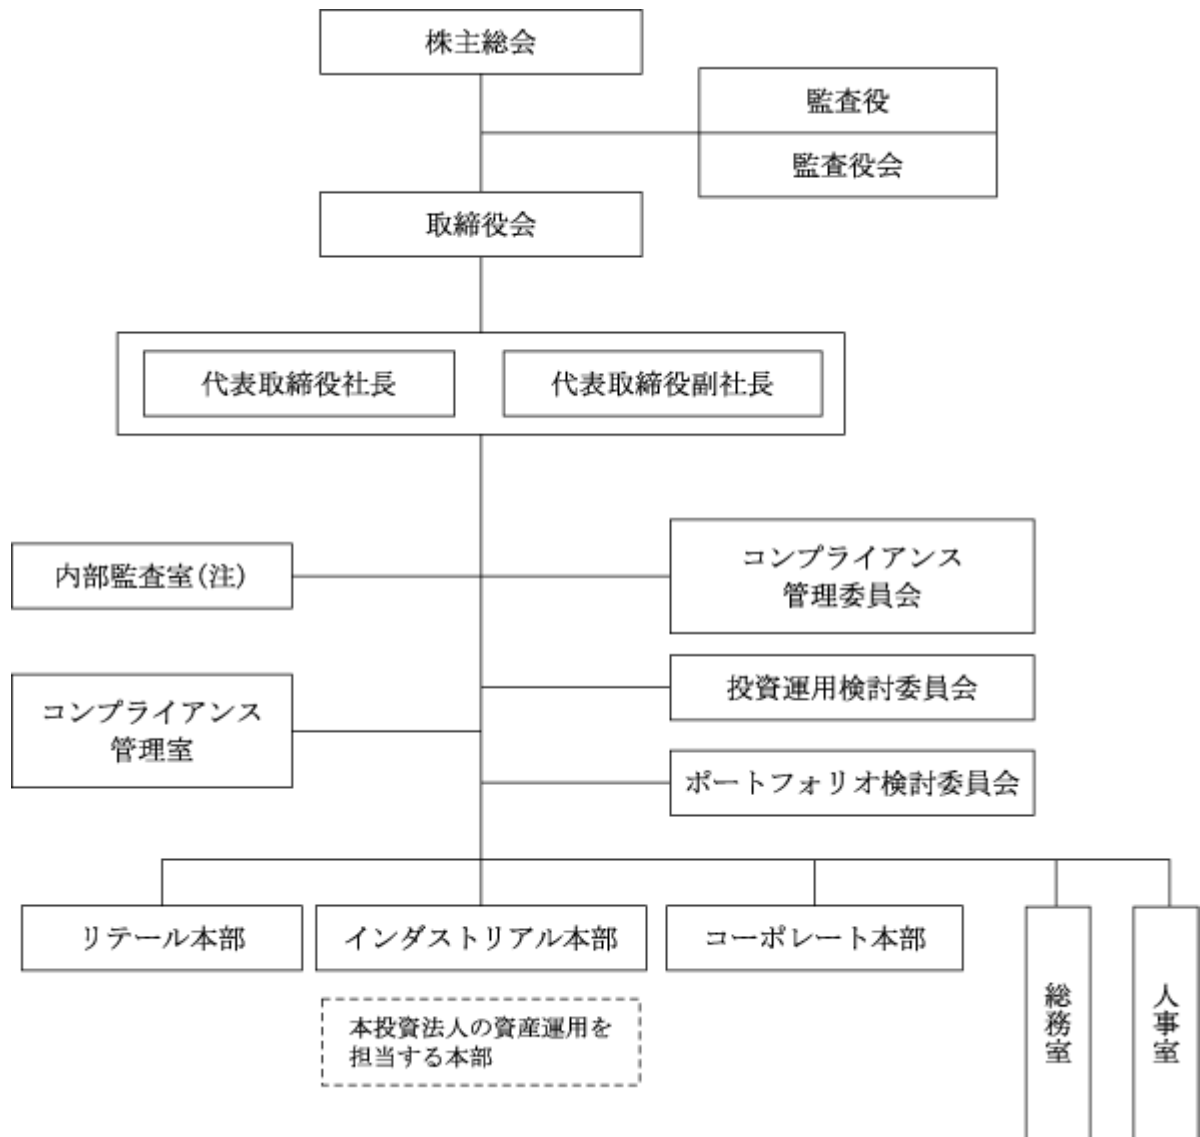 株主総会
監査役
監査役会
取締役会
代表取締役社長
代表取締役副社長
内部監査室(注)
コンプライアンス
管理委員会
投資運用検討委員会
コンプライアンス
管理室
ポートフォリオ検討委員会
リテール本部
インダストリアル本部
コーポレート本部
総務室
人事室
本投資法人の資産運用を
担当する本部